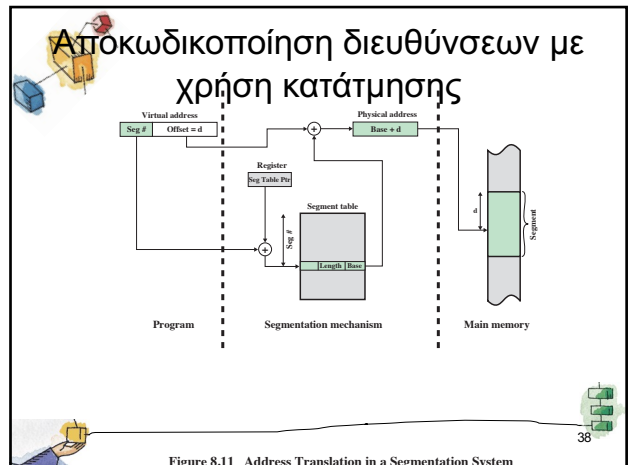 Αποκωδικοποίηση διευθύνσεων με
χρήση κατάτμησης
Virtual address
Seg #
Offset = d
Physical address
Base + d
Register
Seg Table Ptr
Segment table
Seg #
Length
Base
d
Segment
Program
Segmentation mechanism
Main memory
38
Figure 8.11 Address Translation in a Segmentation System